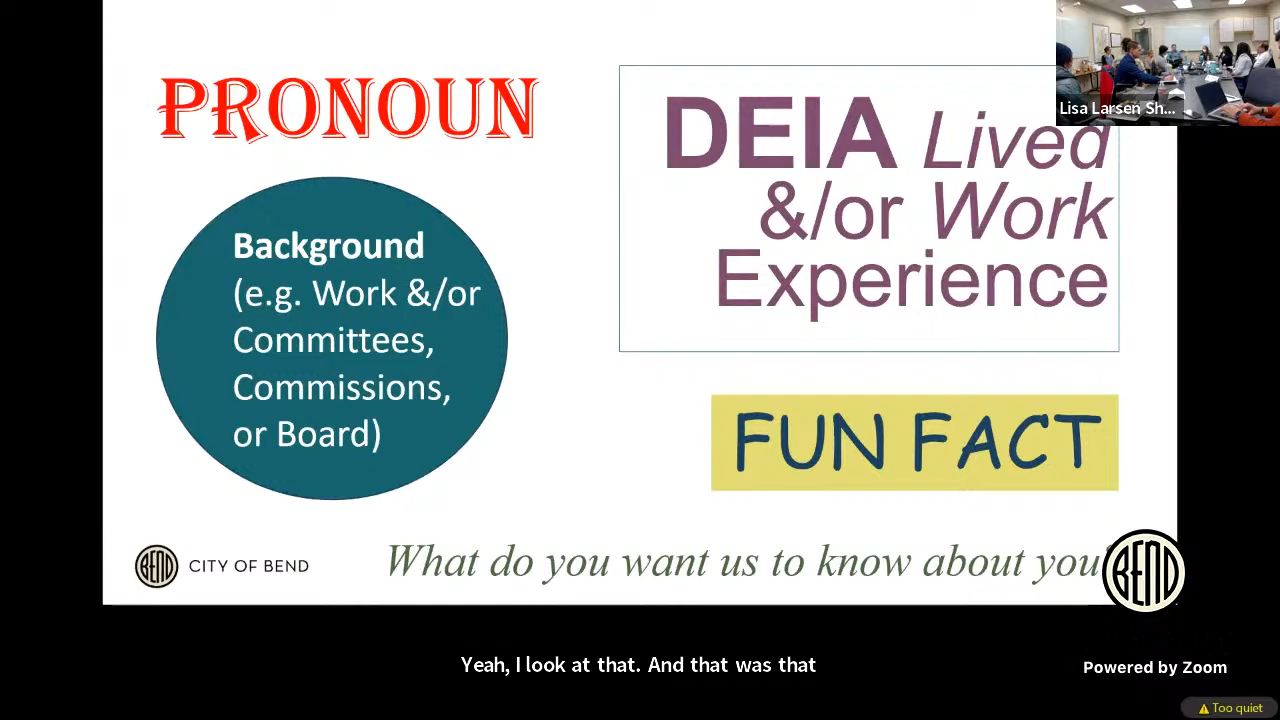 PRONOUN
Background
(e.g. Work &/or
Committees,
Commissions,
or Board)
DEIA Lived
&/or Work
Experience
FUN FACT
What do you want us to know about you
BEND CITY OF BEND
BEND
Lisa Larsen Sh...
Yeah, I look at that. And that was that
Powered by Zoom
Too quiet